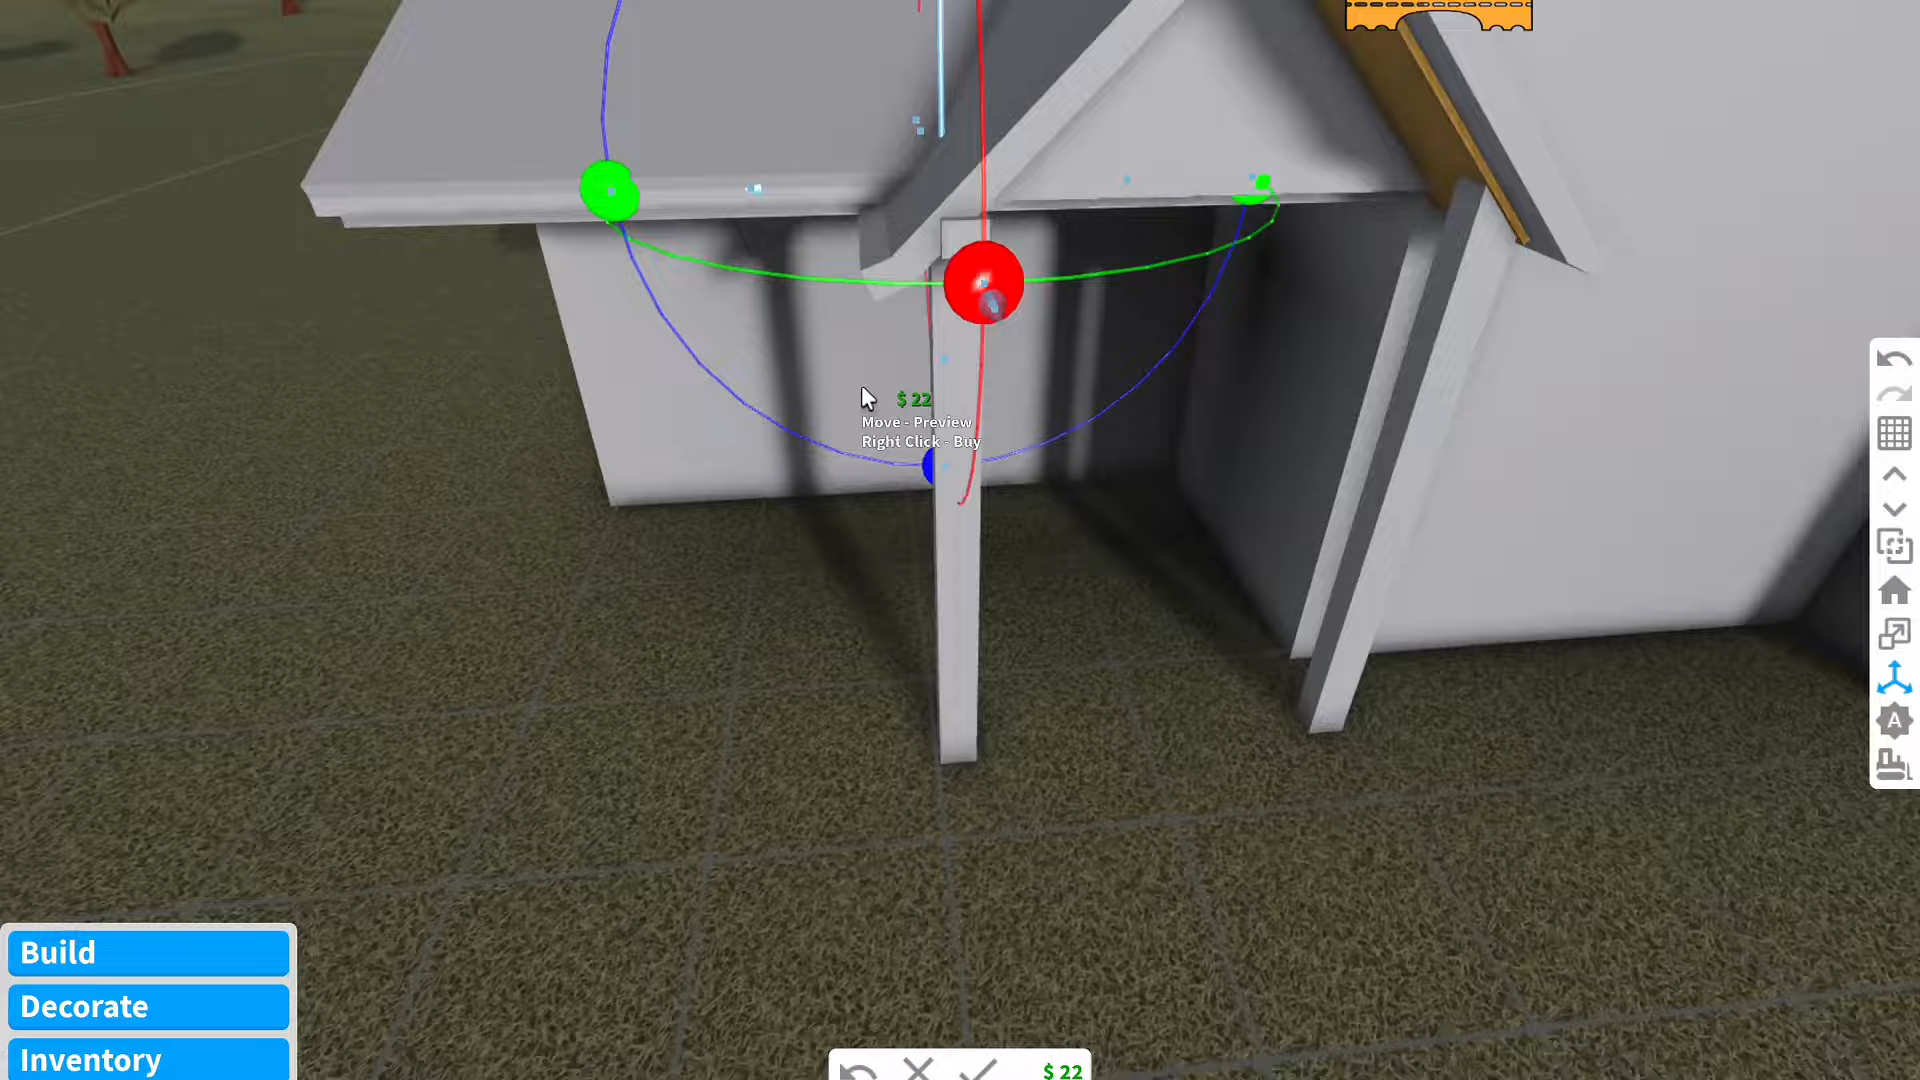 $ 22
Move - Preview
Right Click - Buy
A
Build
Decorate
Inventory
$ 22